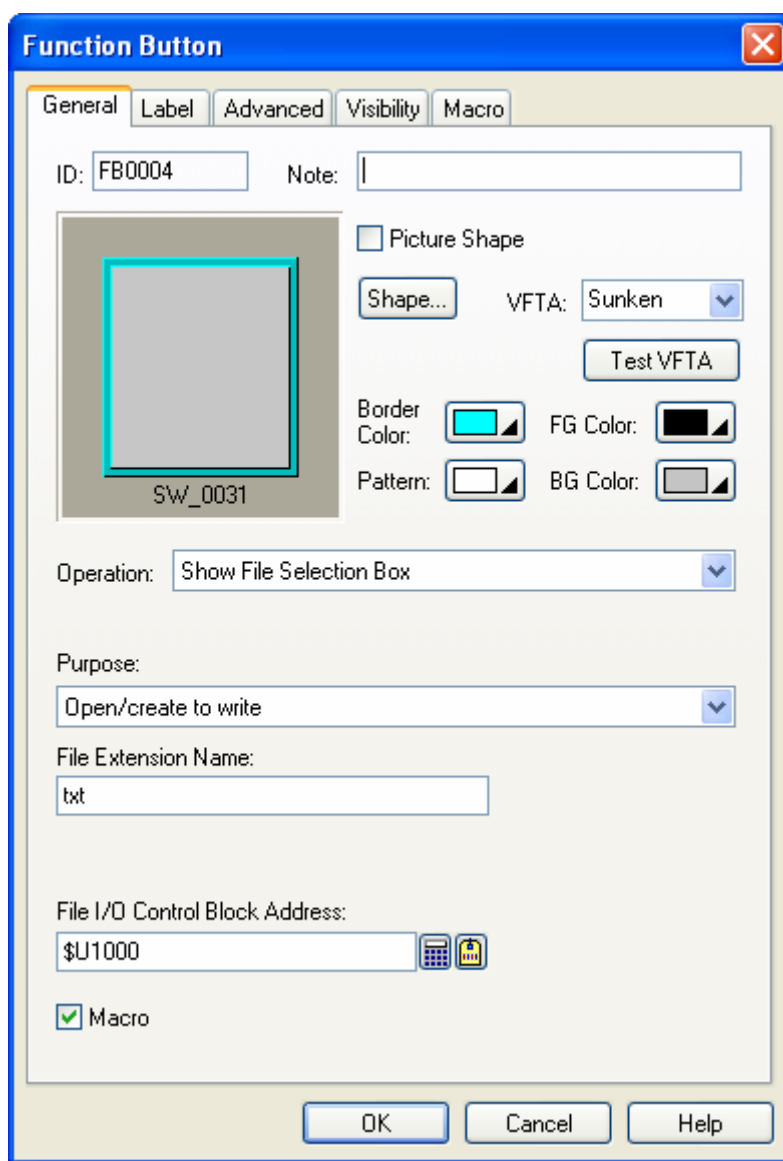 Function Button
General Label Advanced Visibility Macro
ID: FB0004 Note:
Picture Shape
Shape... VFTA: Sunken
Test VFTA
Border Color: FG Color:
Pattern: BG Color:
SW_0031
Operation: Show File Selection Box
Purpose:
Open/create to write
File Extension Name:
txt
File I/O Control Block Address:
$U1000
Macro
OK Cancel Help